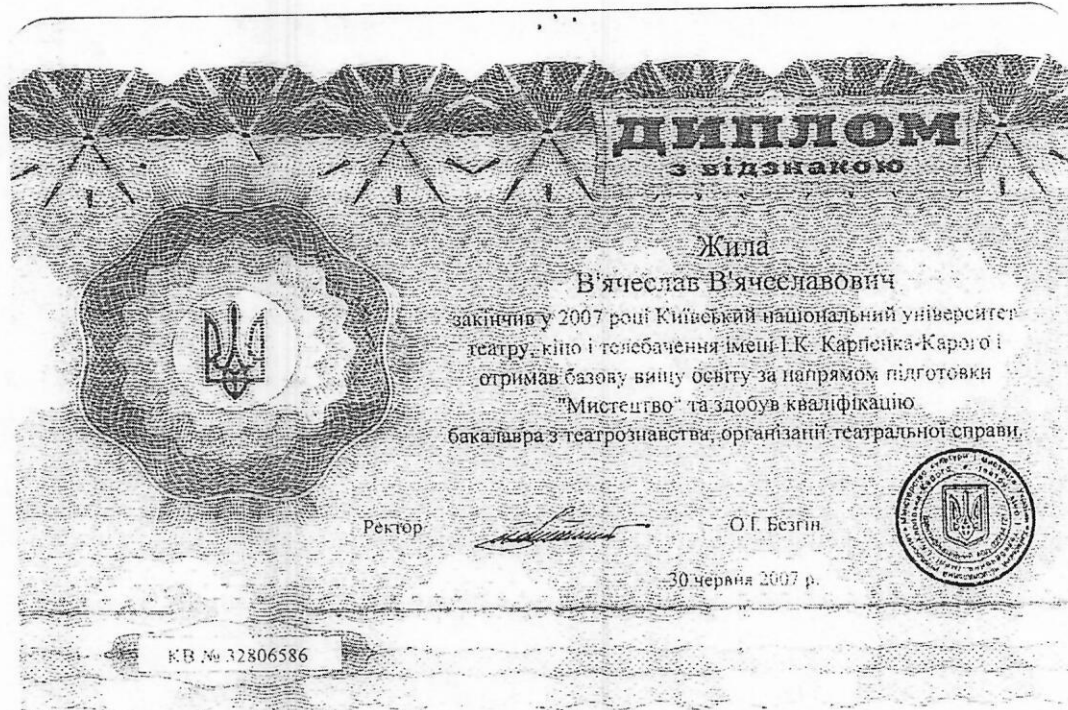 ДИПЛОМ
з відзнакою
Жила
В'ячеслав В'ячеславович
закінчив у 2007 році Київський національний університет
театру, кіно і телебачення імені І.К. Карпенка-Карого і
отримав базову вищу освіту за напрямом підготовки
"Мистецтво" та здобув кваліфікацію
бакалавра з театрознавства, організації театральної справи.
Ректор О.І. Безгін
30 червня 2007 р.
КВ № 32806586